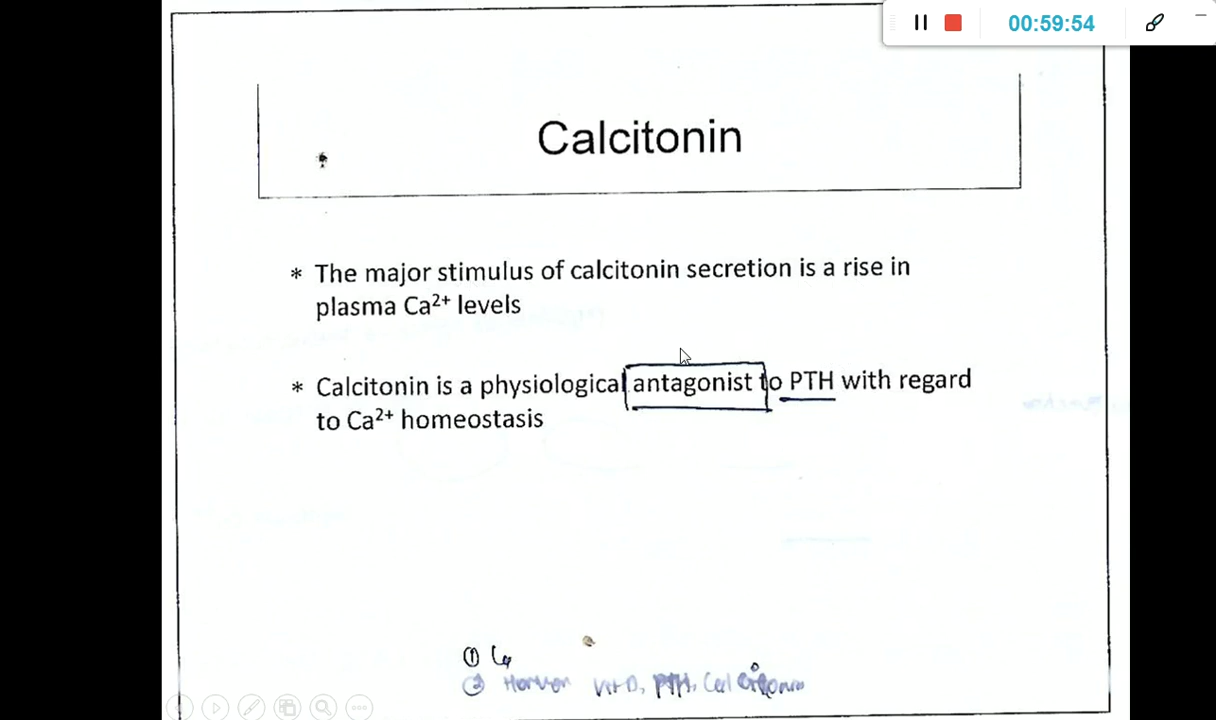 00:59:54
Calcitonin
* The major stimulus of calcitonin secretion is a rise in
plasma Ca²⁺ levels
* Calcitonin is a physiological antagonist to PTH with regard
to Ca²⁺ homeostasis
①
② Hormon Vit D, PTH, Calcitonin